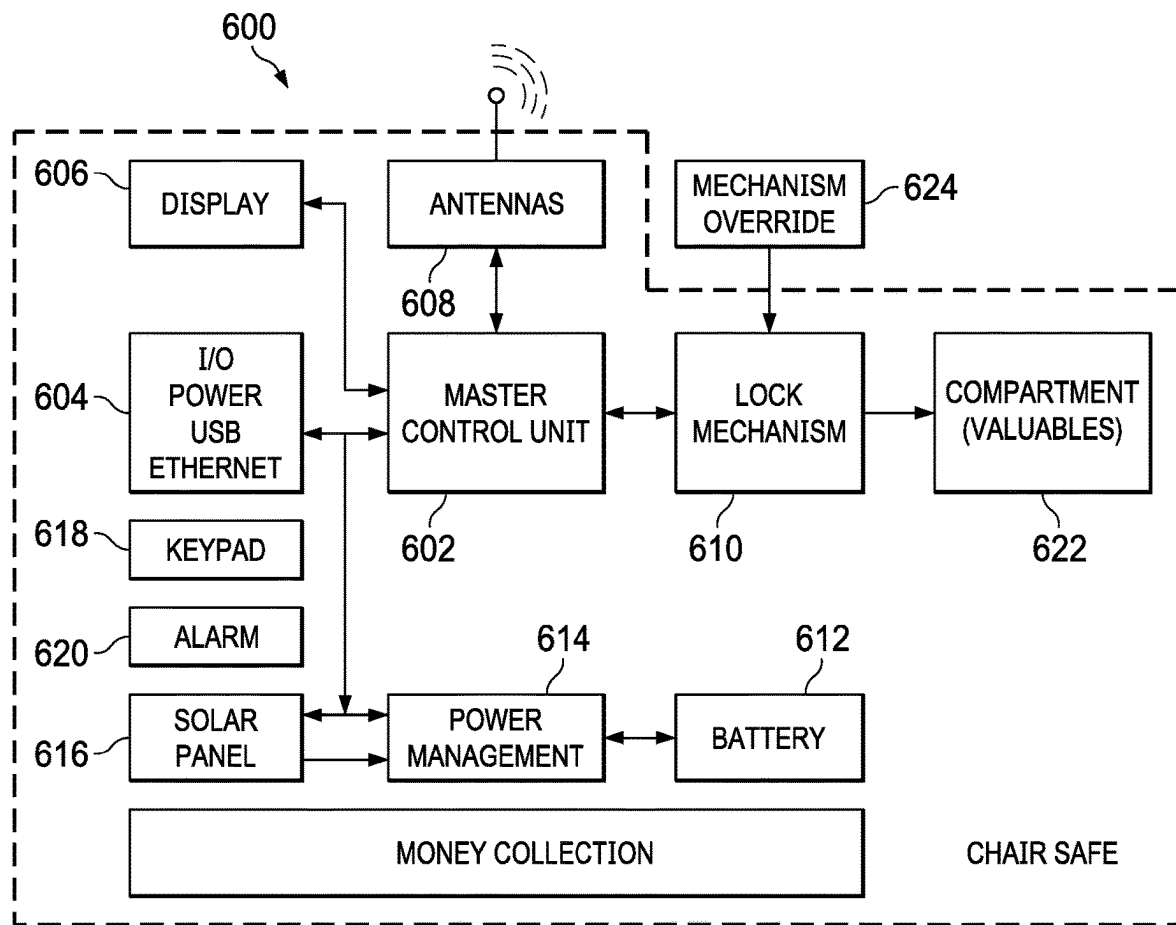 600
606
DISPLAY
ANTENNAS
608
MECHANISM
OVERRIDE
624
604
I/O
POWER
USB
ETHERNET
MASTER
CONTROL UNIT
602
LOCK
MECHANISM
610
COMPARTMENT
(VALUABLES)
622
618
KEYPAD
620
ALARM
614
612
616
SOLAR
PANEL
POWER
MANAGEMENT
BATTERY
MONEY COLLECTION
CHAIR SAFE